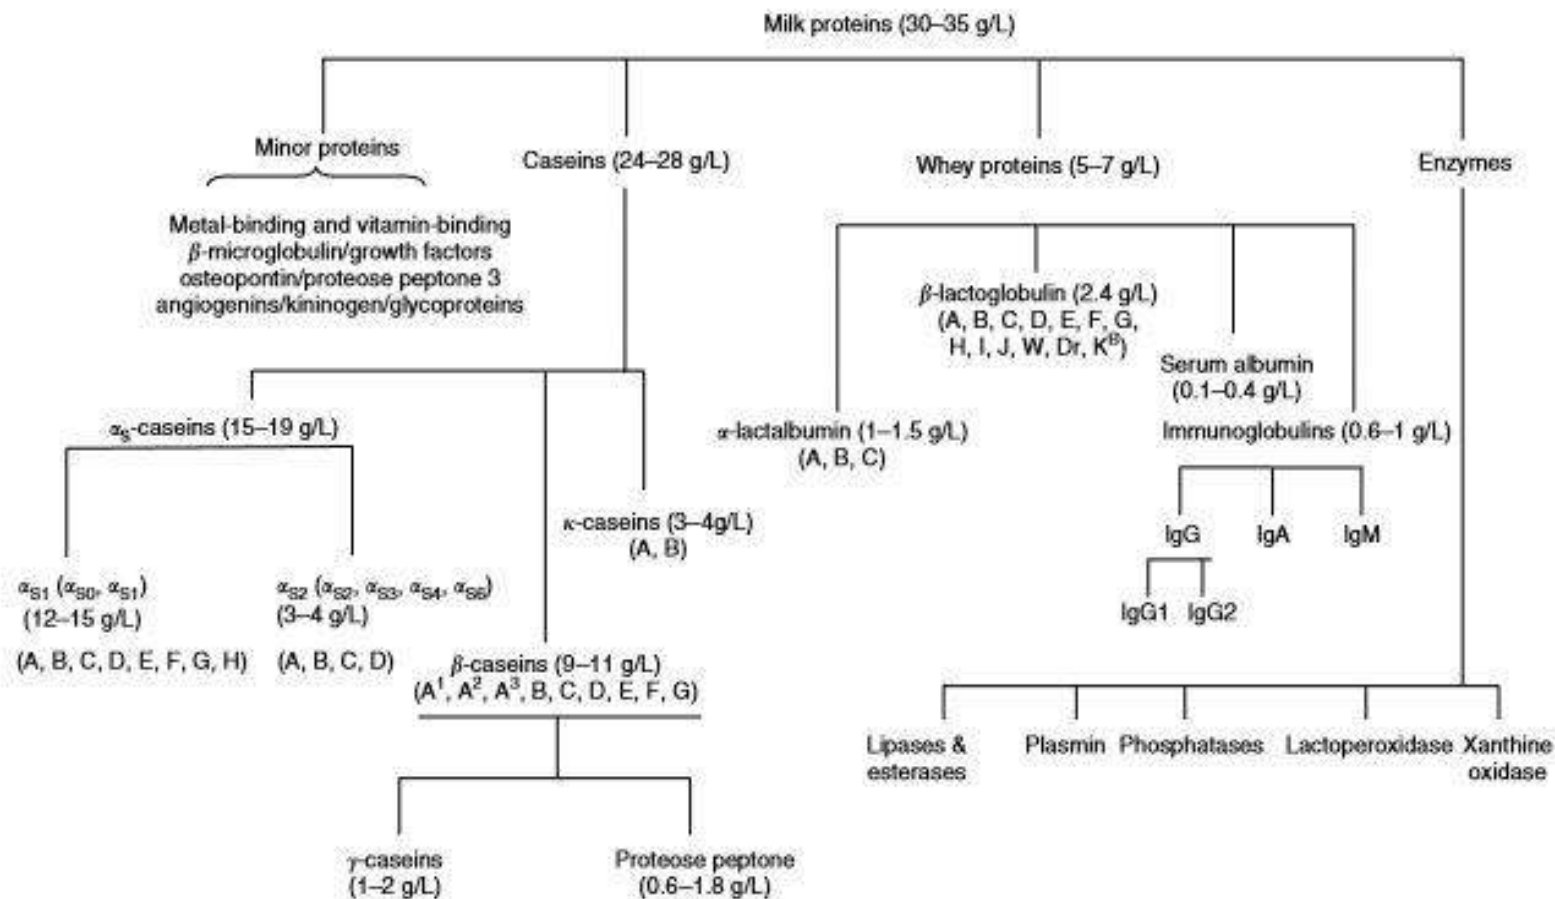 Milk proteins (30–35 g/L)
Minor proteins
Metal-binding and vitamin-binding
β-microglobulin/growth factors
osteopontin/proteose peptone 3
angiogenins/kininogen/glycoproteins
Caseins (24–28 g/L)
Whey proteins (5–7 g/L)
Enzymes
αS-caseins (15–19 g/L)
αS1 (αS0, αS1)
(12–15 g/L)
(A, B, C, D, E, F, G, H)
αS2 (αS2, αS3, αS4, αS6)
(3–4 g/L)
(A, B, C, D)
κ-caseins (3–4g/L)
(A, B)
β-caseins (9–11 g/L)
(A¹, A², A³, B, C, D, E, F, G)
γ-caseins
(1–2 g/L)
Proteose peptone
(0.6–1.8 g/L)
α-lactalbumin (1–1.5 g/L)
(A, B, C)
β-lactoglobulin (2.4 g/L)
(A, B, C, D, E, F, G,
H, I, J, W, Dr, Kᴮ)
Serum albumin
(0.1–0.4 g/L)
Immunoglobulins (0.6–1 g/L)
IgG
IgA
IgM
IgG1
IgG2
Lipases &
esterases
Plasmin
Phosphatases
Lactoperoxidase
Xanthine
oxidase